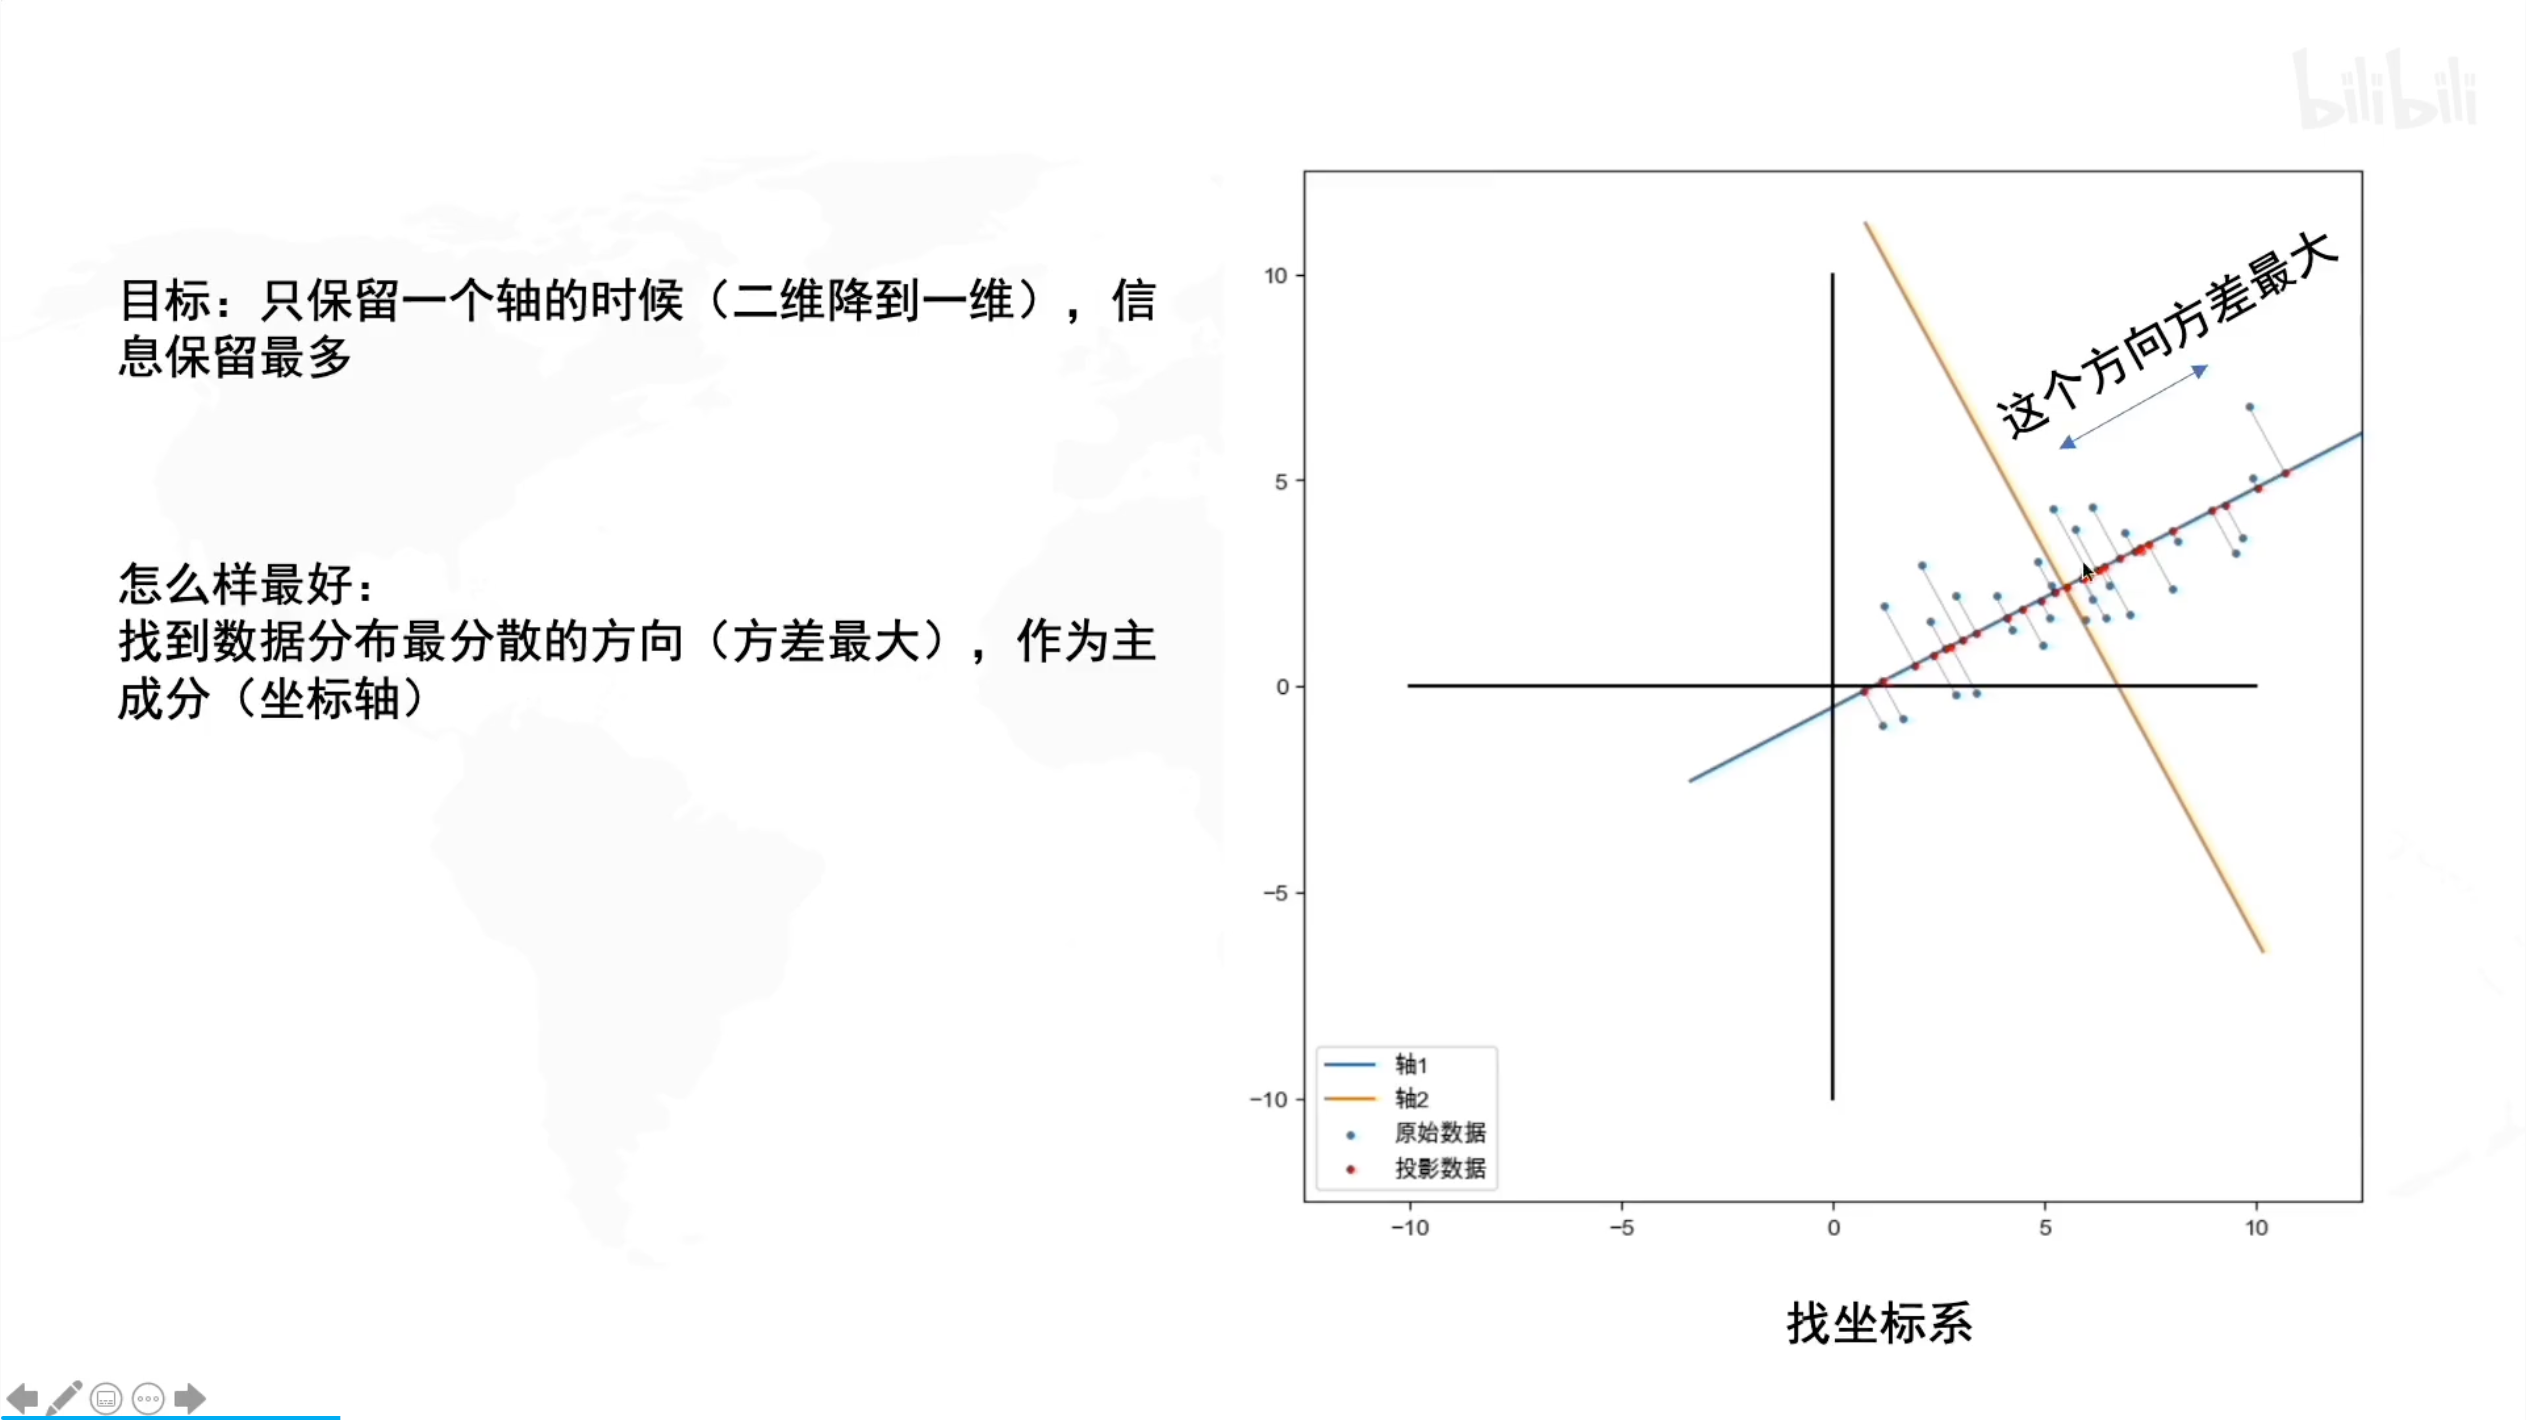 bilibili
目标：只保留一个轴的时候（二维降到一维），信
息保留最多
怎么样最好：
找到数据分布最分散的方向（方差最大），作为主
成分（坐标轴）
这个方向方差最大
10
5
0
−5
−10
轴1
轴2
原始数据
投影数据
−10
−5
0
5
10
找坐标系